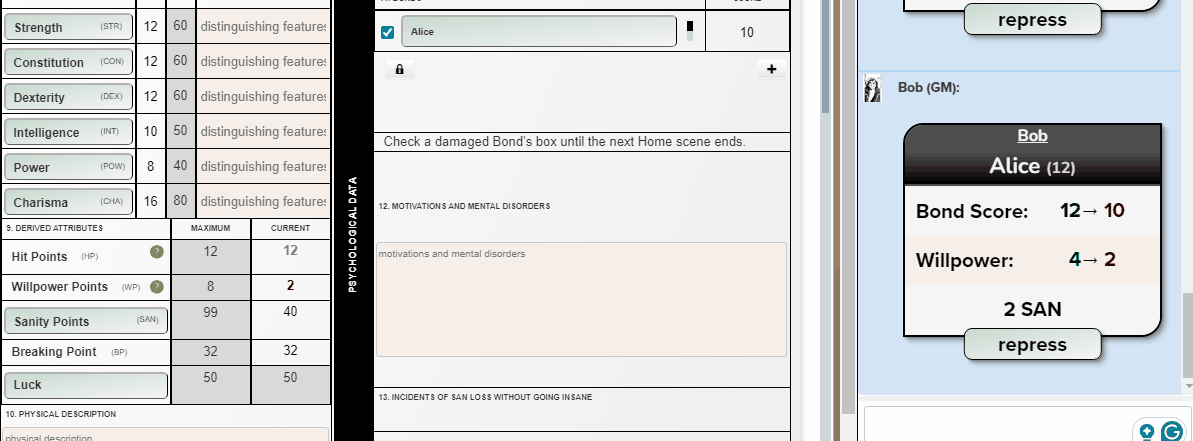 Strength (STR) 12 60 distinguishing features
Constitution (CON) 12 60 distinguishing features
Dexterity (DEX) 12 60 distinguishing features
Intelligence (INT) 10 50 distinguishing features
Power (POW) 8 40 distinguishing features
Charisma (CHA) 16 80 distinguishing features
9. DERIVED ATTRIBUTES MAXIMUM CURRENT
Hit Points (HP) ? 12 12
Willpower Points (WP) ? 8 2
Sanity Points (SAN) 99 40
Breaking Point (BP) 32 32
Luck 50 50
10. PHYSICAL DESCRIPTION
physical description
PSYCHOLOGICAL DATA
Alice 10
+
Check a damaged Bond's box until the next Home scene ends.
12. MOTIVATIONS AND MENTAL DISORDERS
motivations and mental disorders
13. INCIDENTS OF SAN LOSS WITHOUT GOING INSANE
repress
Bob (GM):
Bob
Alice (12)
Bond Score: 12→ 10
Willpower: 4→ 2
2 SAN
repress